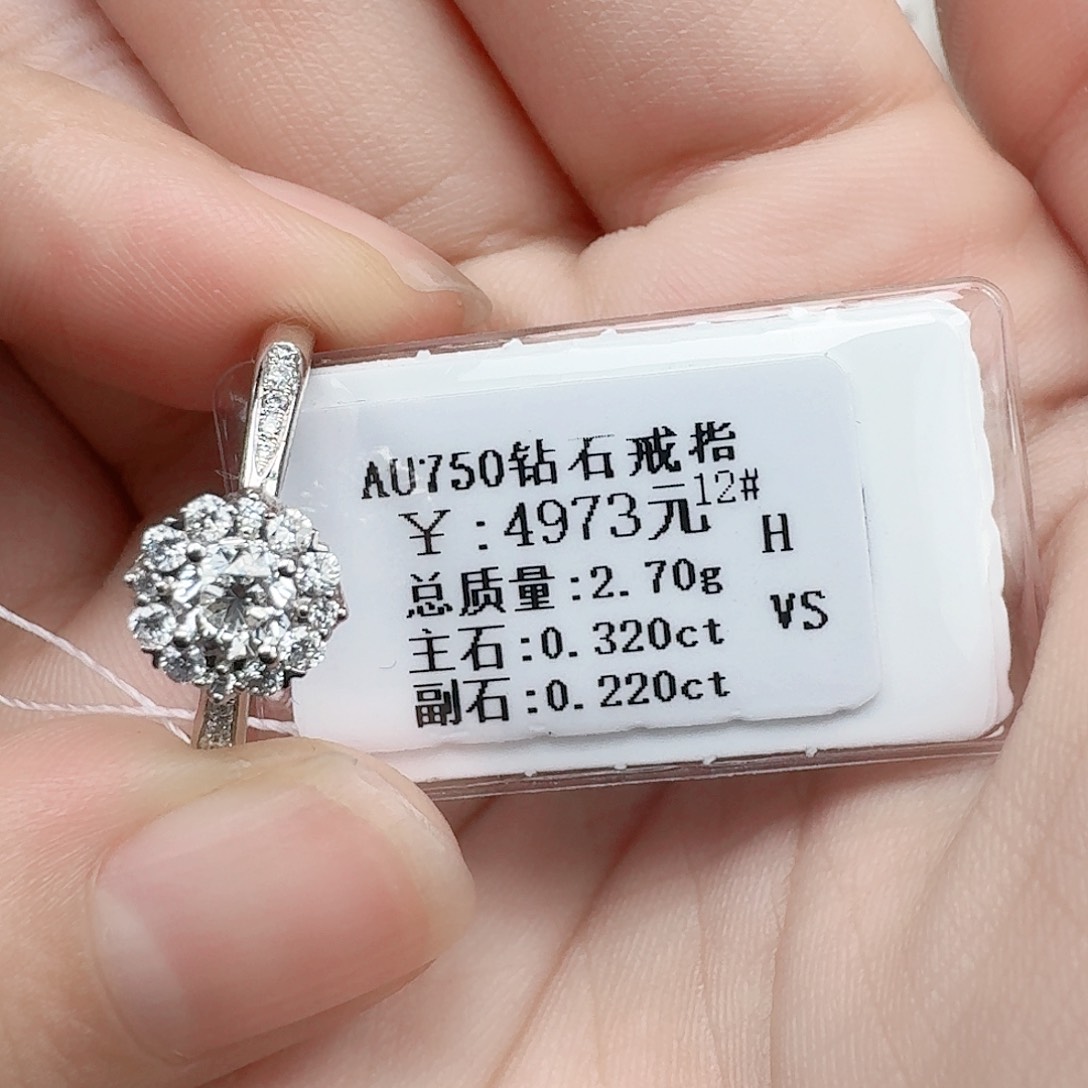 AU750钻石戒指
￥:4973元12#
H
总质量:2.70g
VS
主石:0.320ct
副石:0.220ct